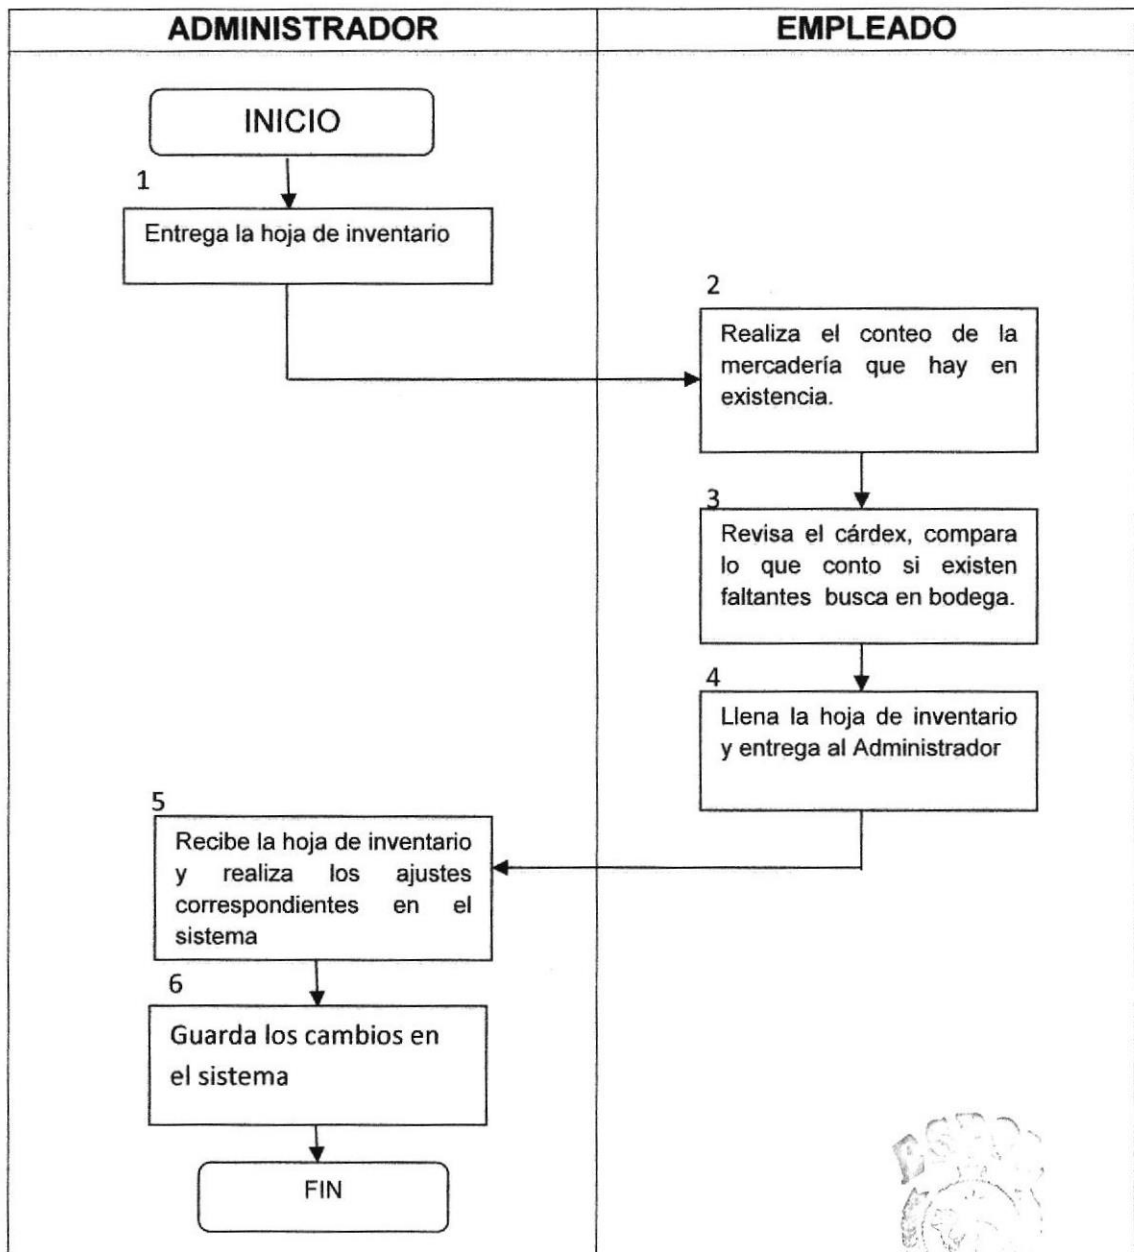 ADMINISTRADOR
EMPLEADO
INICIO
1
Entrega la hoja de inventario
2
Realiza el conteo de la
mercadería que hay en
existencia.
3
Revisa el cárdex, compara
lo que conto si existen
faltantes busca en bodega.
4
Llena la hoja de inventario
y entrega al Administrador
5
Recibe la hoja de inventario
y realiza los ajustes
correspondientes en el
sistema
6
Guarda los cambios en
el sistema
FIN